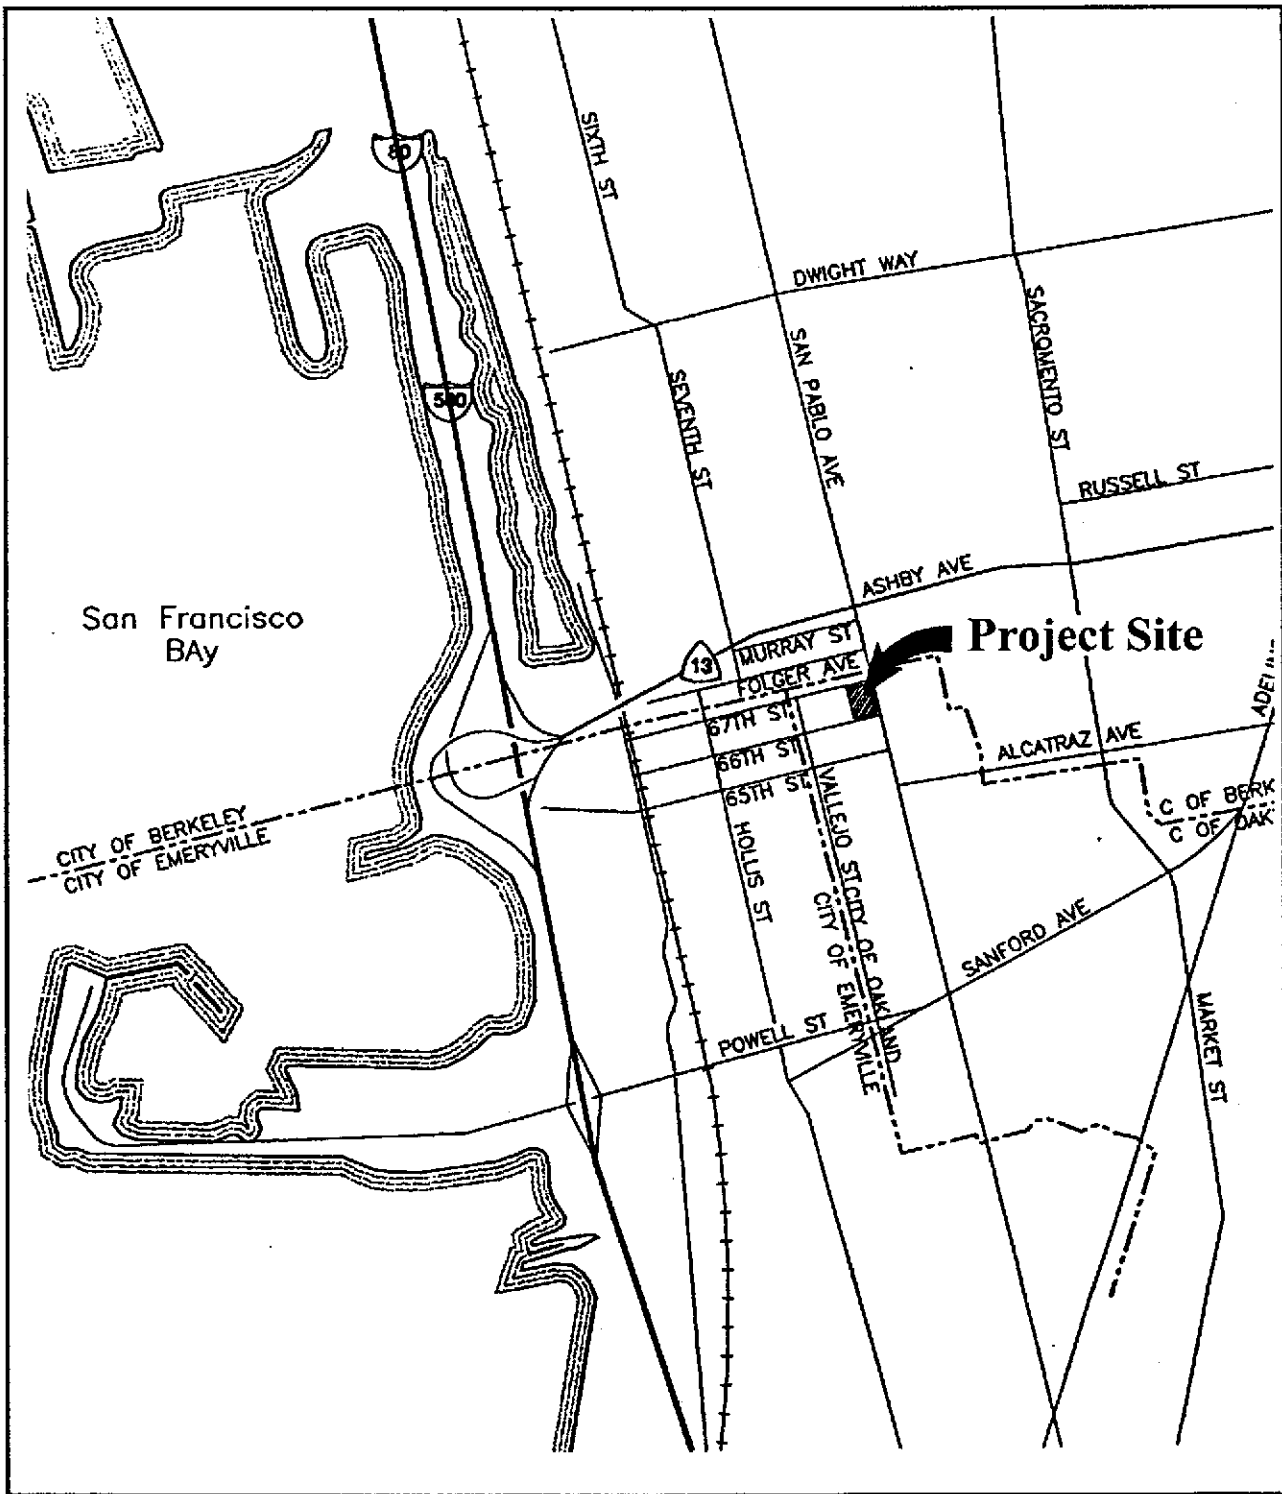 80
SIXTH ST
DWIGHT WAY
SAN PABLO AVE
SACROMENTO ST
580
SEVENTH ST
RUSSELL ST
ASHBY AVE
San Francisco
BAy
MURRAY ST
Project Site
13
FOLGER AVE
67TH ST
66TH ST
65TH ST
ALCATRAZ AVE
VALLEJO ST
HOLLIS ST
C OF BERK
C OF OAK
CITY OF BERKELEY
CITY OF EMERYVILLE
CITY OF OAKLAND
CITY OF EMERYVILLE
SANFORD AVE
POWELL ST
MARKET ST